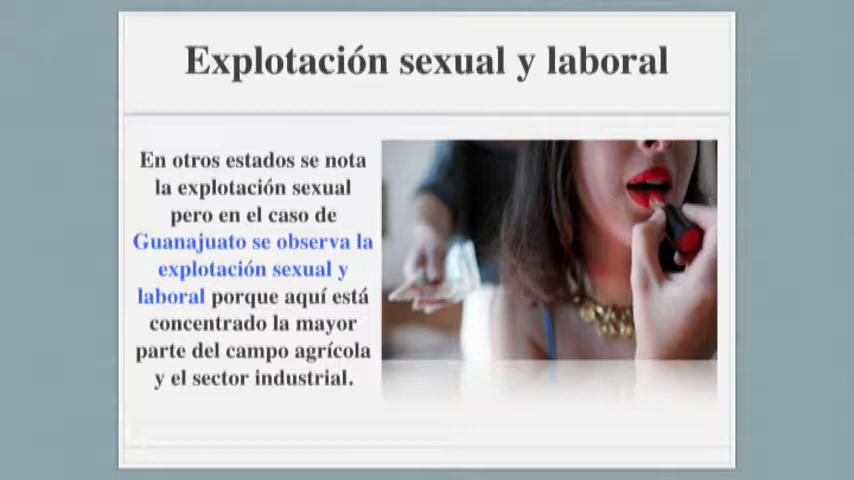 Explotación sexual y laboral
En otros estados se nota
la explotación sexual
pero en el caso de
Guanajuato se observa la
explotación sexual y
laboral porque aquí está
concentrado la mayor
parte del campo agrícola
y el sector industrial.